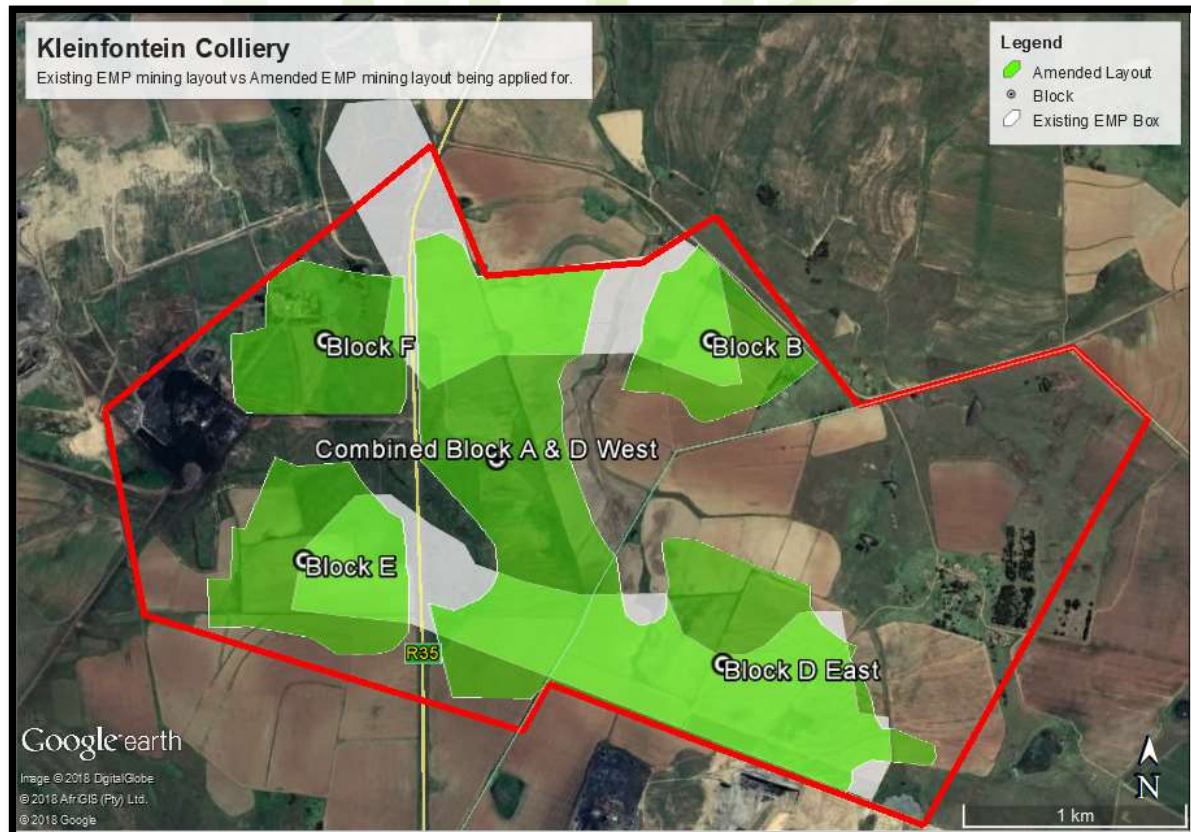 Kleinfontein Colliery
Existing EMP mining layout vs Amended EMP mining layout being applied for.
Legend
Amended Layout
Block
Existing EMP Box
Block F
Block B
Combined Block A & D West
Block E
R35
Block D East
Google earth
Image © 2018 DigitalGlobe
© 2018 AfriGIS (Pty) Ltd.
© 2018 Google
N
1 km